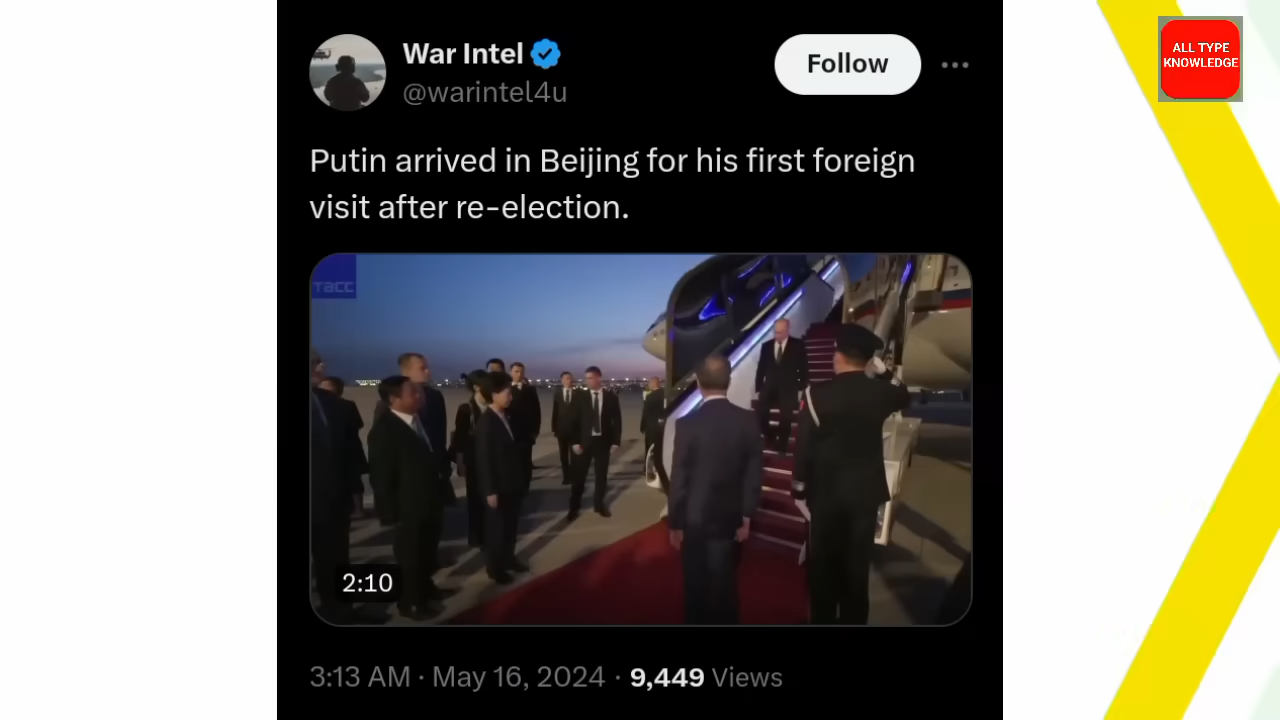 War Intel
@warintel4u
Follow
ALL TYPE
KNOWLEDGE
Putin arrived in Beijing for his first foreign
visit after re-election.
тасс
2:10
3:13 AM · May 16, 2024 · 9,449 Views